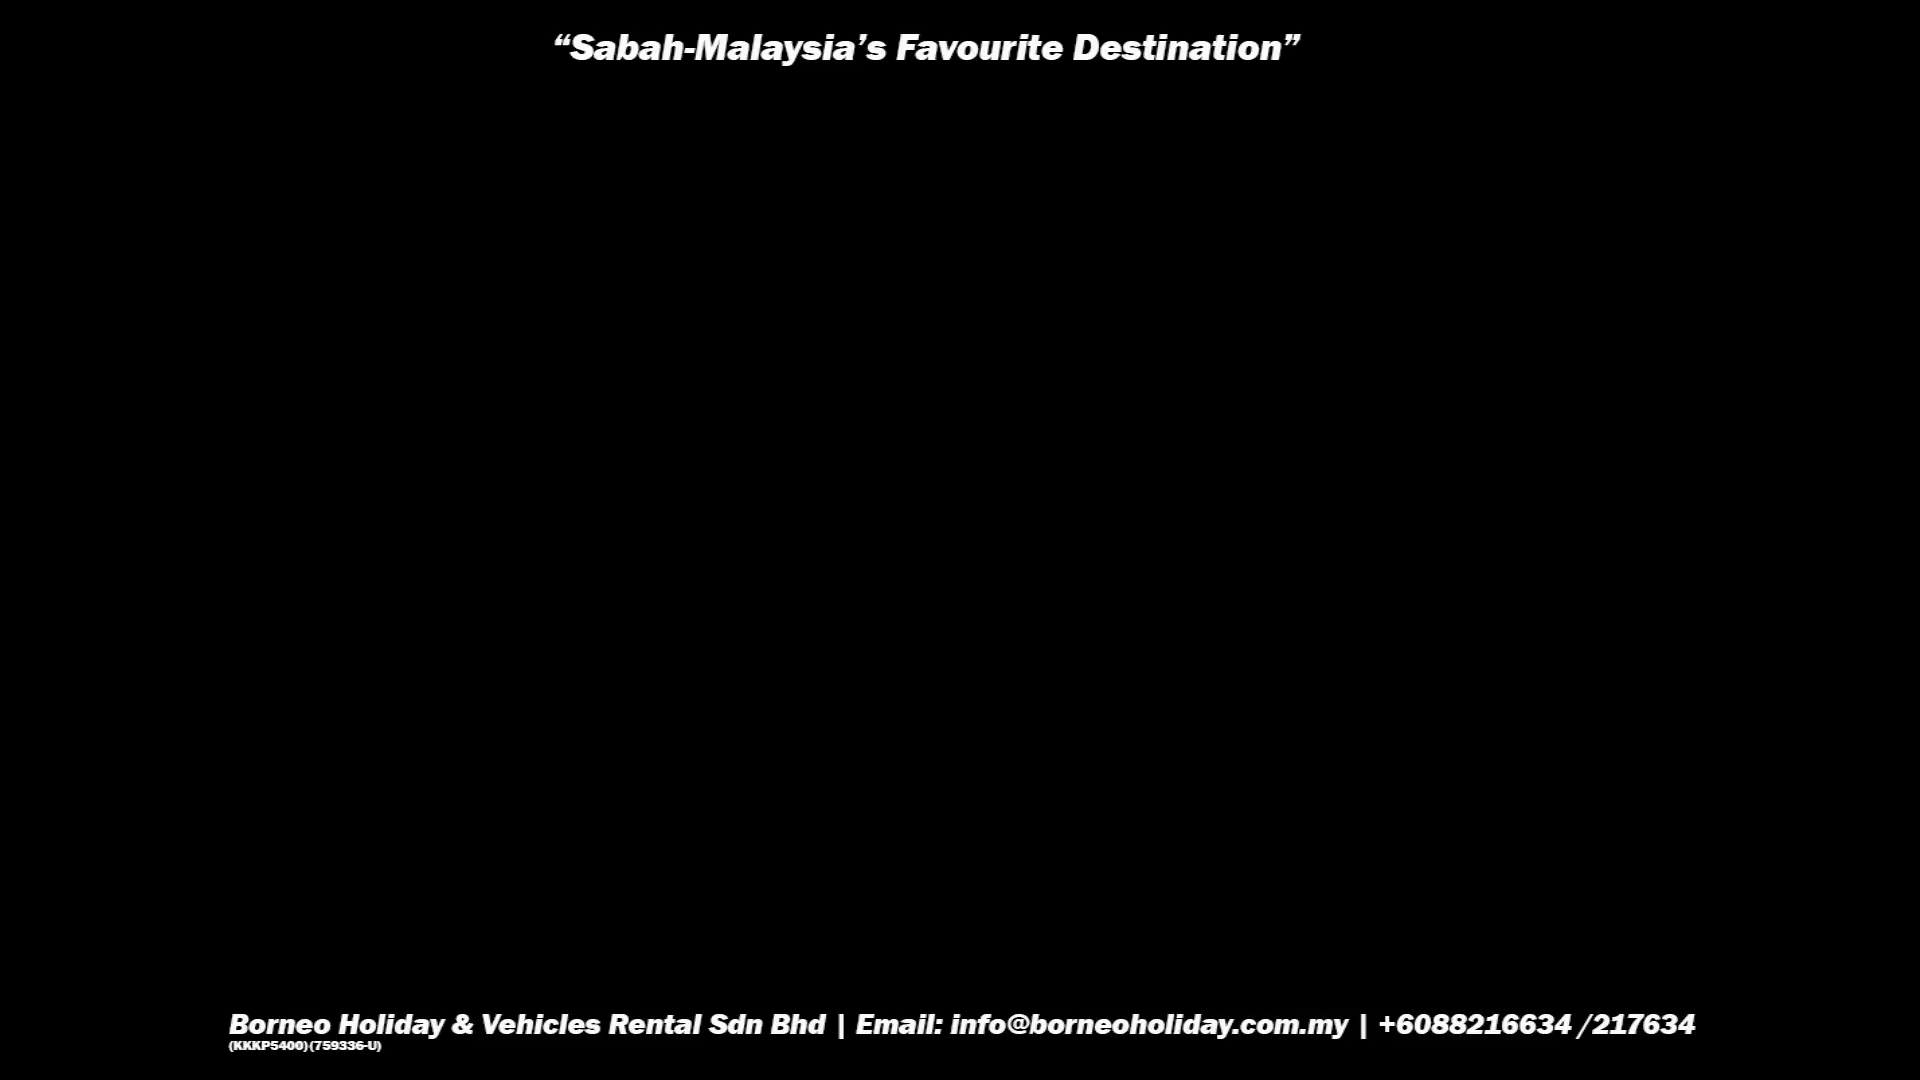 “Sabah-Malaysia’s Favourite Destination”
Borneo Holiday & Vehicles Rental Sdn Bhd | Email: info@borneoholiday.com.my | +6088216634 /217634
(KKKP5400)(759336-U)